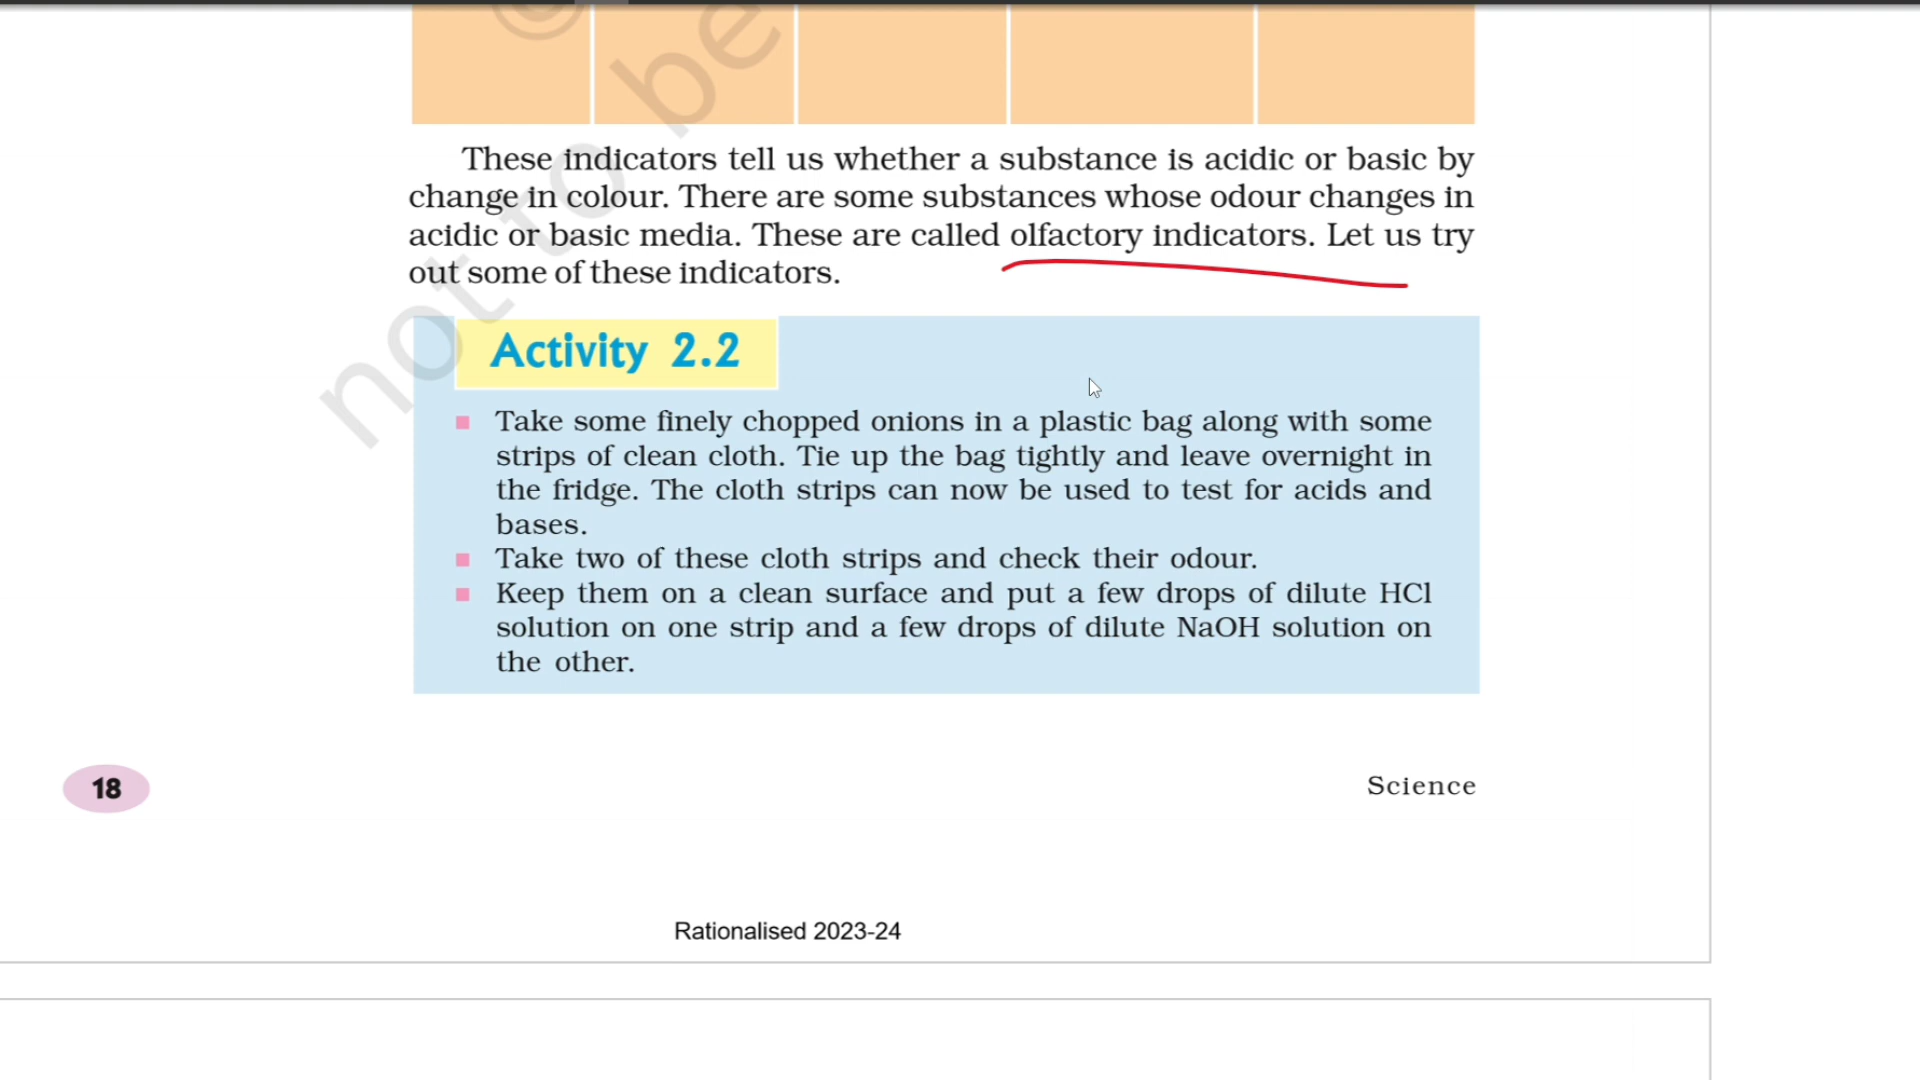 These indicators tell us whether a substance is acidic or basic by
change in colour. There are some substances whose odour changes in
acidic or basic media. These are called olfactory indicators. Let us try
out some of these indicators.
Activity 2.2
Take some finely chopped onions in a plastic bag along with some
strips of clean cloth. Tie up the bag tightly and leave overnight in
the fridge. The cloth strips can now be used to test for acids and
bases.
Take two of these cloth strips and check their odour.
Keep them on a clean surface and put a few drops of dilute HCl
solution on one strip and a few drops of dilute NaOH solution on
the other.
18
Science
Rationalised 2023-24
not to be
©